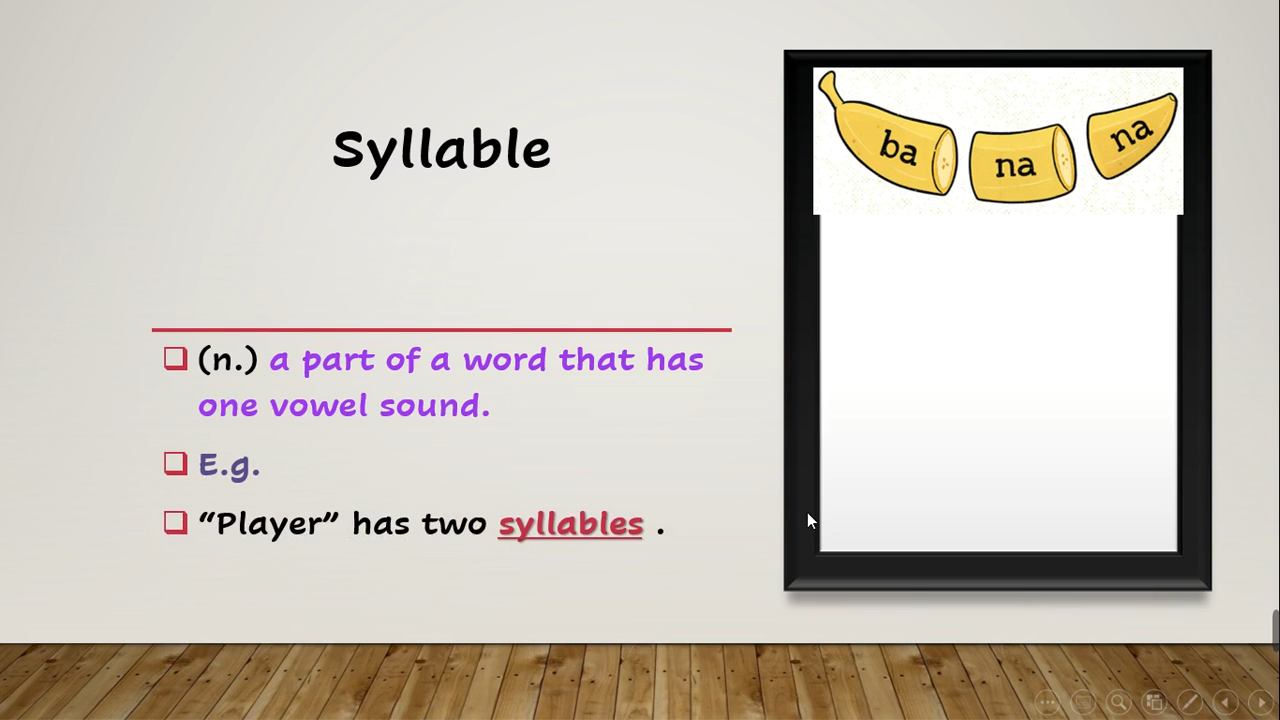 Syllable
(n.) a part of a word that has
one vowel sound.
E.g.
“Player” has two syllables .
ba
na
na